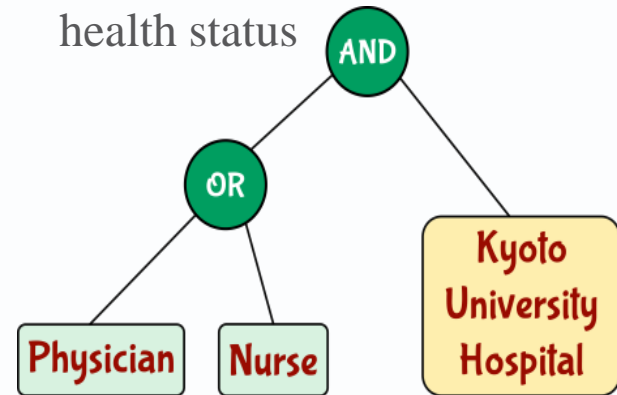 health status
AND
OR
Physician
Nurse
Kyoto
University
Hospital